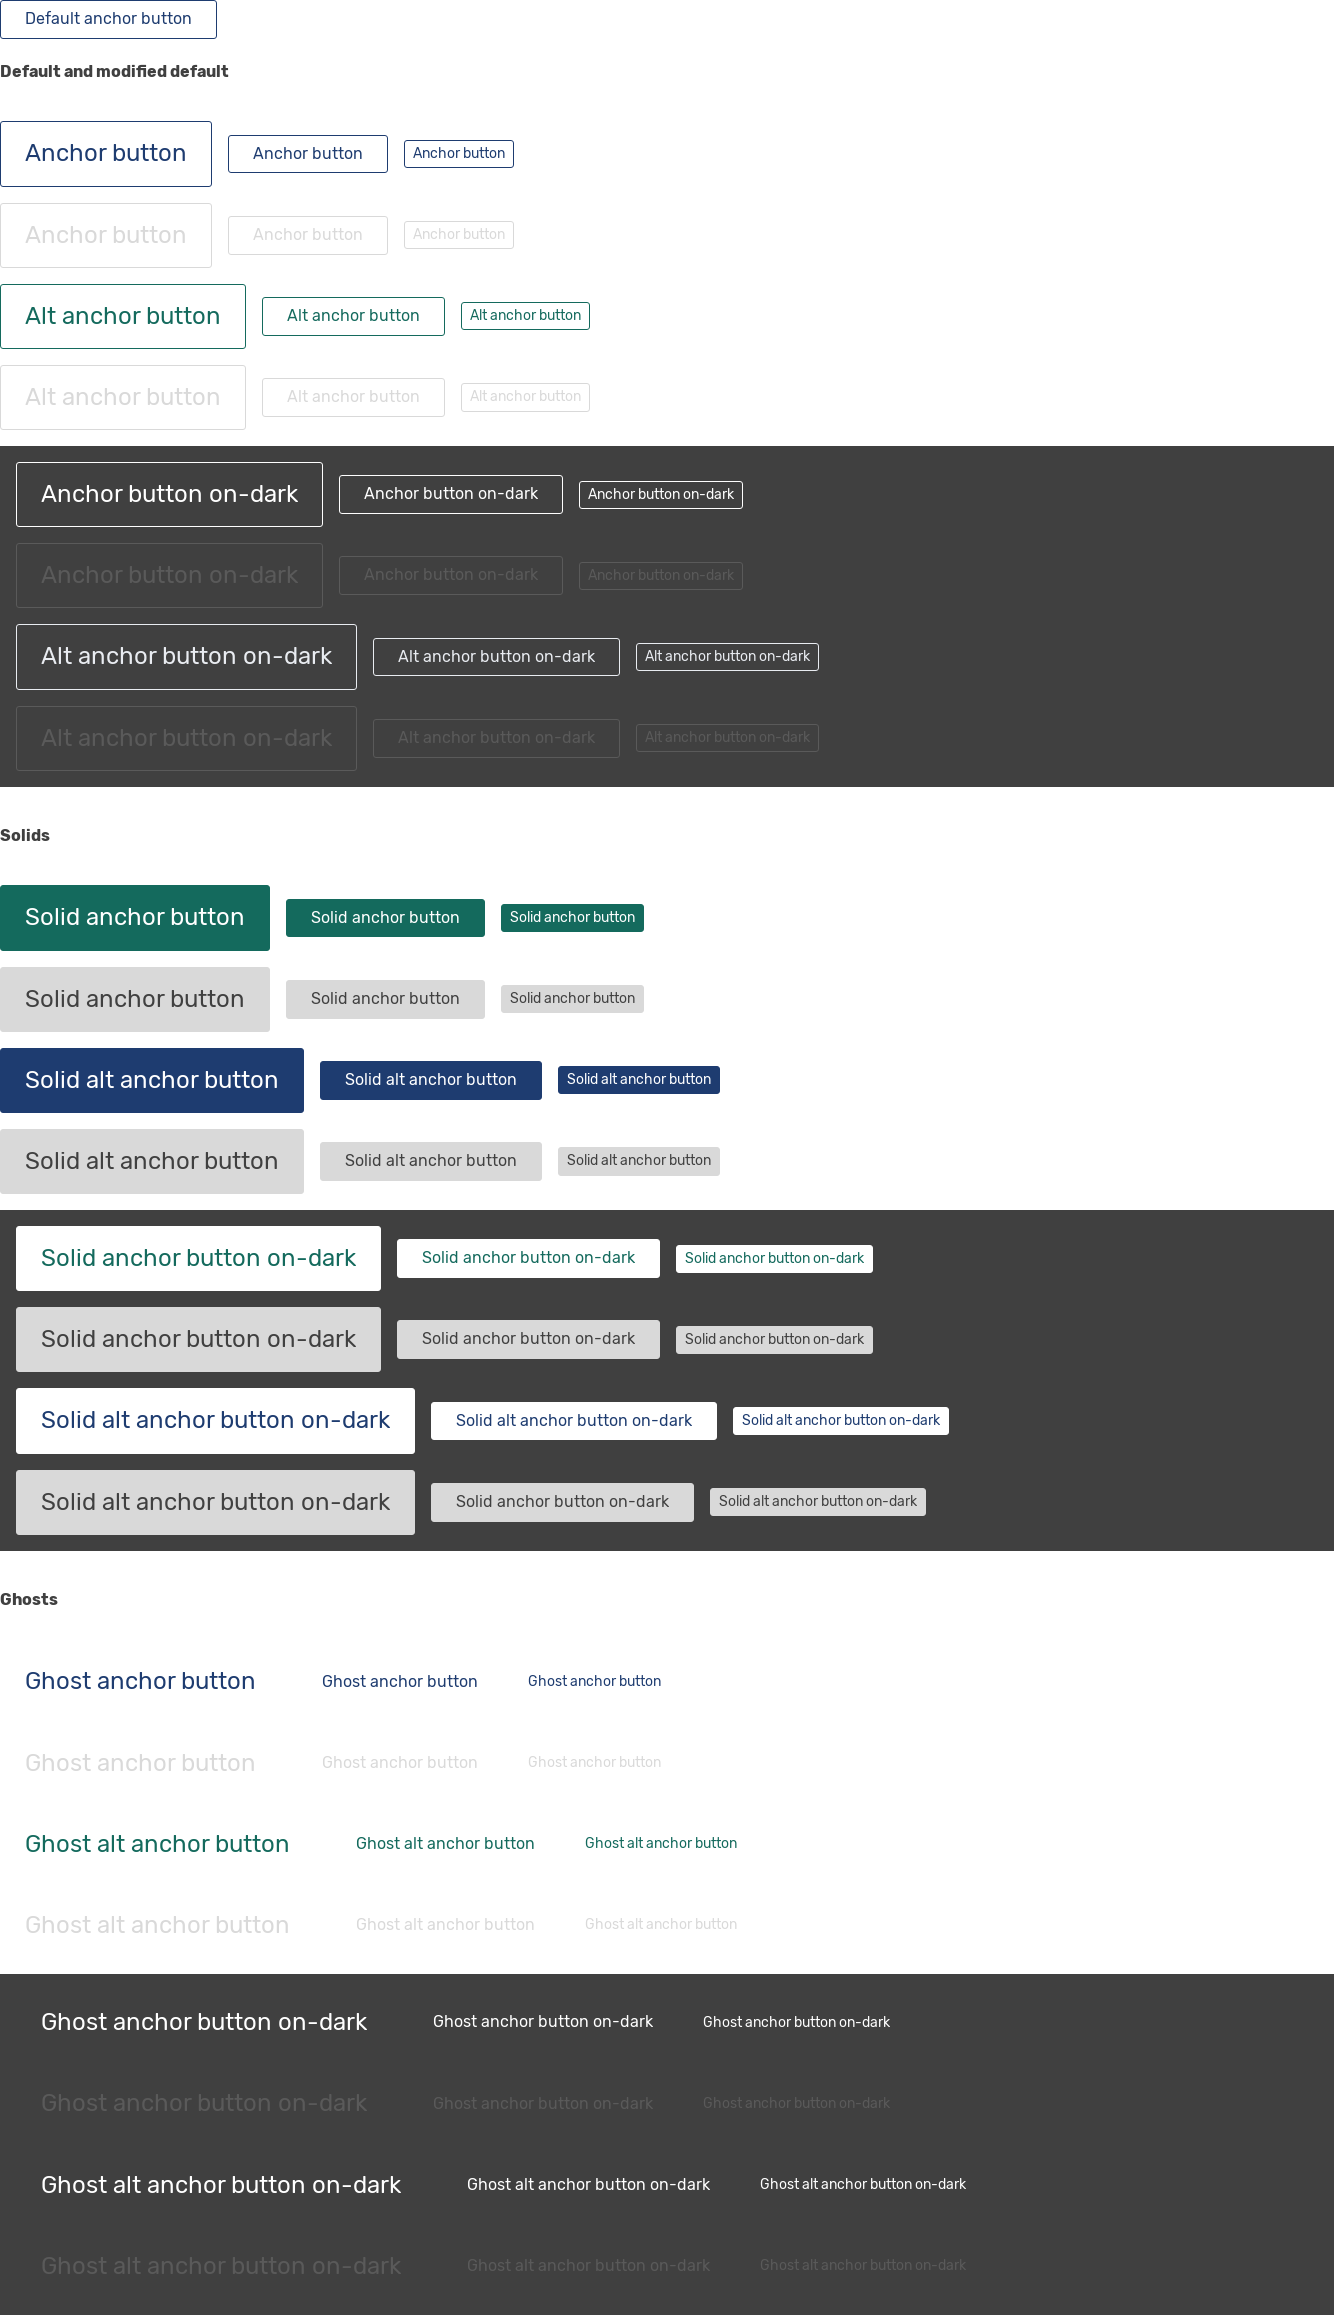 Default anchor button
Default and modified default
Anchor button Anchor button Anchor button
Anchor button Anchor button Anchor button
Alt anchor button Alt anchor button Alt anchor button
Alt anchor button Alt anchor button Alt anchor button
Anchor button on-dark Anchor button on-dark Anchor button on-dark
Anchor button on-dark Anchor button on-dark Anchor button on-dark
Alt anchor button on-dark Alt anchor button on-dark Alt anchor button on-dark
Alt anchor button on-dark Alt anchor button on-dark Alt anchor button on-dark
Solids
Solid anchor button Solid anchor button Solid anchor button
Solid anchor button Solid anchor button Solid anchor button
Solid alt anchor button Solid alt anchor button Solid alt anchor button
Solid alt anchor button Solid alt anchor button Solid alt anchor button
Solid anchor button on-dark Solid anchor button on-dark Solid anchor button on-dark
Solid anchor button on-dark Solid anchor button on-dark Solid anchor button on-dark
Solid alt anchor button on-dark Solid alt anchor button on-dark Solid alt anchor button on-dark
Solid alt anchor button on-dark Solid anchor button on-dark Solid alt anchor button on-dark
Ghosts
Ghost anchor button Ghost anchor button Ghost anchor button
Ghost anchor button Ghost anchor button Ghost anchor button
Ghost alt anchor button Ghost alt anchor button Ghost alt anchor button
Ghost alt anchor button Ghost alt anchor button Ghost alt anchor button
Ghost anchor button on-dark Ghost anchor button on-dark Ghost anchor button on-dark
Ghost anchor button on-dark Ghost anchor button on-dark Ghost anchor button on-dark
Ghost alt anchor button on-dark Ghost alt anchor button on-dark Ghost alt anchor button on-dark
Ghost alt anchor button on-dark Ghost alt anchor button on-dark Ghost alt anchor button on-dark